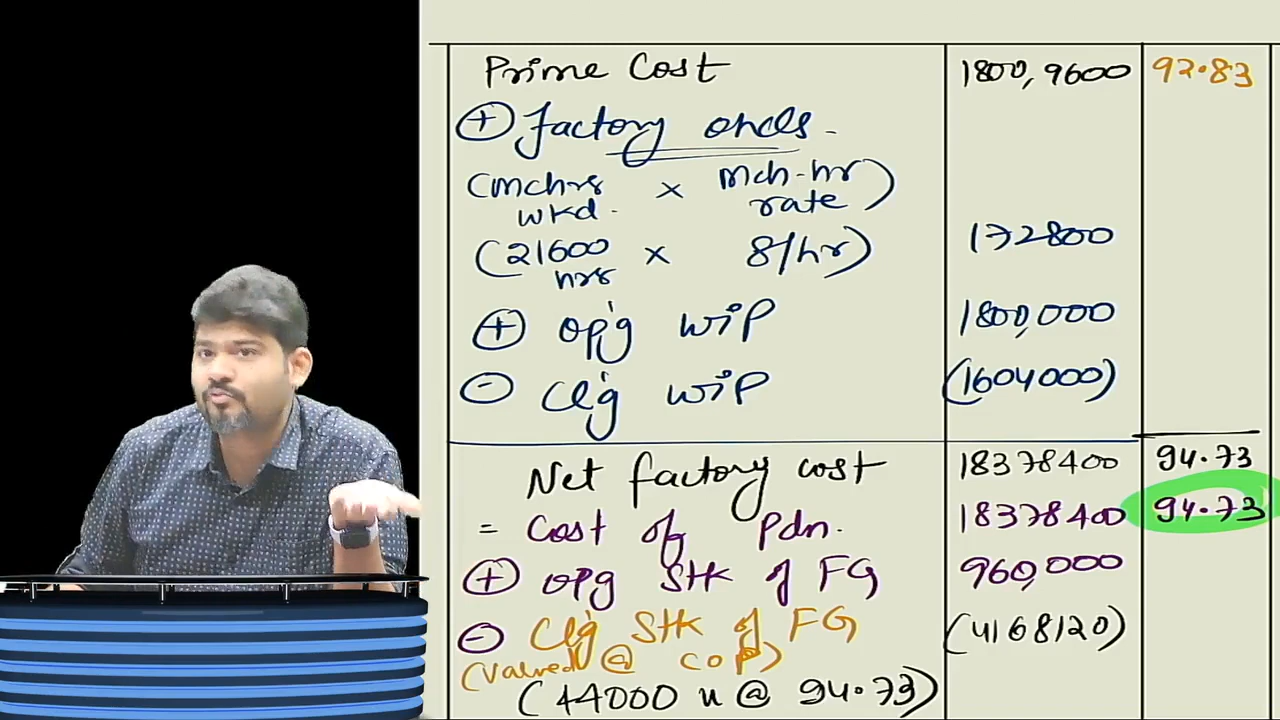 Prime Cost 1800,9600 92.83
⊕ factory ohds.
(mchrs wkd. × Mch-hr rate)
(21600 hrs × 8/hr) 172800
⊕ opg WIP 1800,000
⊖ Clg WIP (1604000)
Net factory cost 18378400 94.73
= Cost of Pdn. 18378400 94.73
⊕ opg Stk of FG 960,000
⊖ Clg Stk of FG (4168120)
(Valued @ COP)
(44000 u @ 94.73)